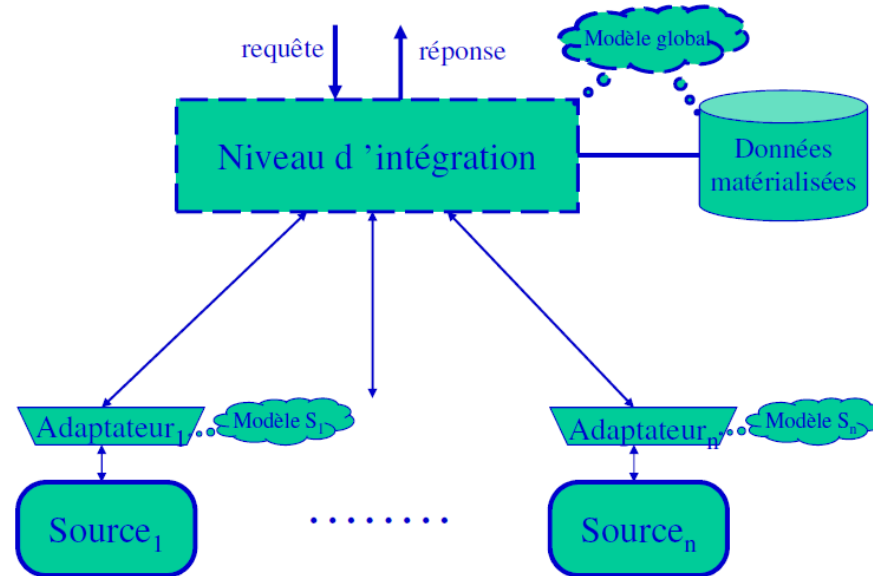 requête
réponse
Modèle global
Niveau d ’intégration
Données
matérialisées
Adaptateur₁
Modèle S₁
Adaptateurₙ
Modèle Sₙ
Source₁
. . . . . . . .
Sourceₙ